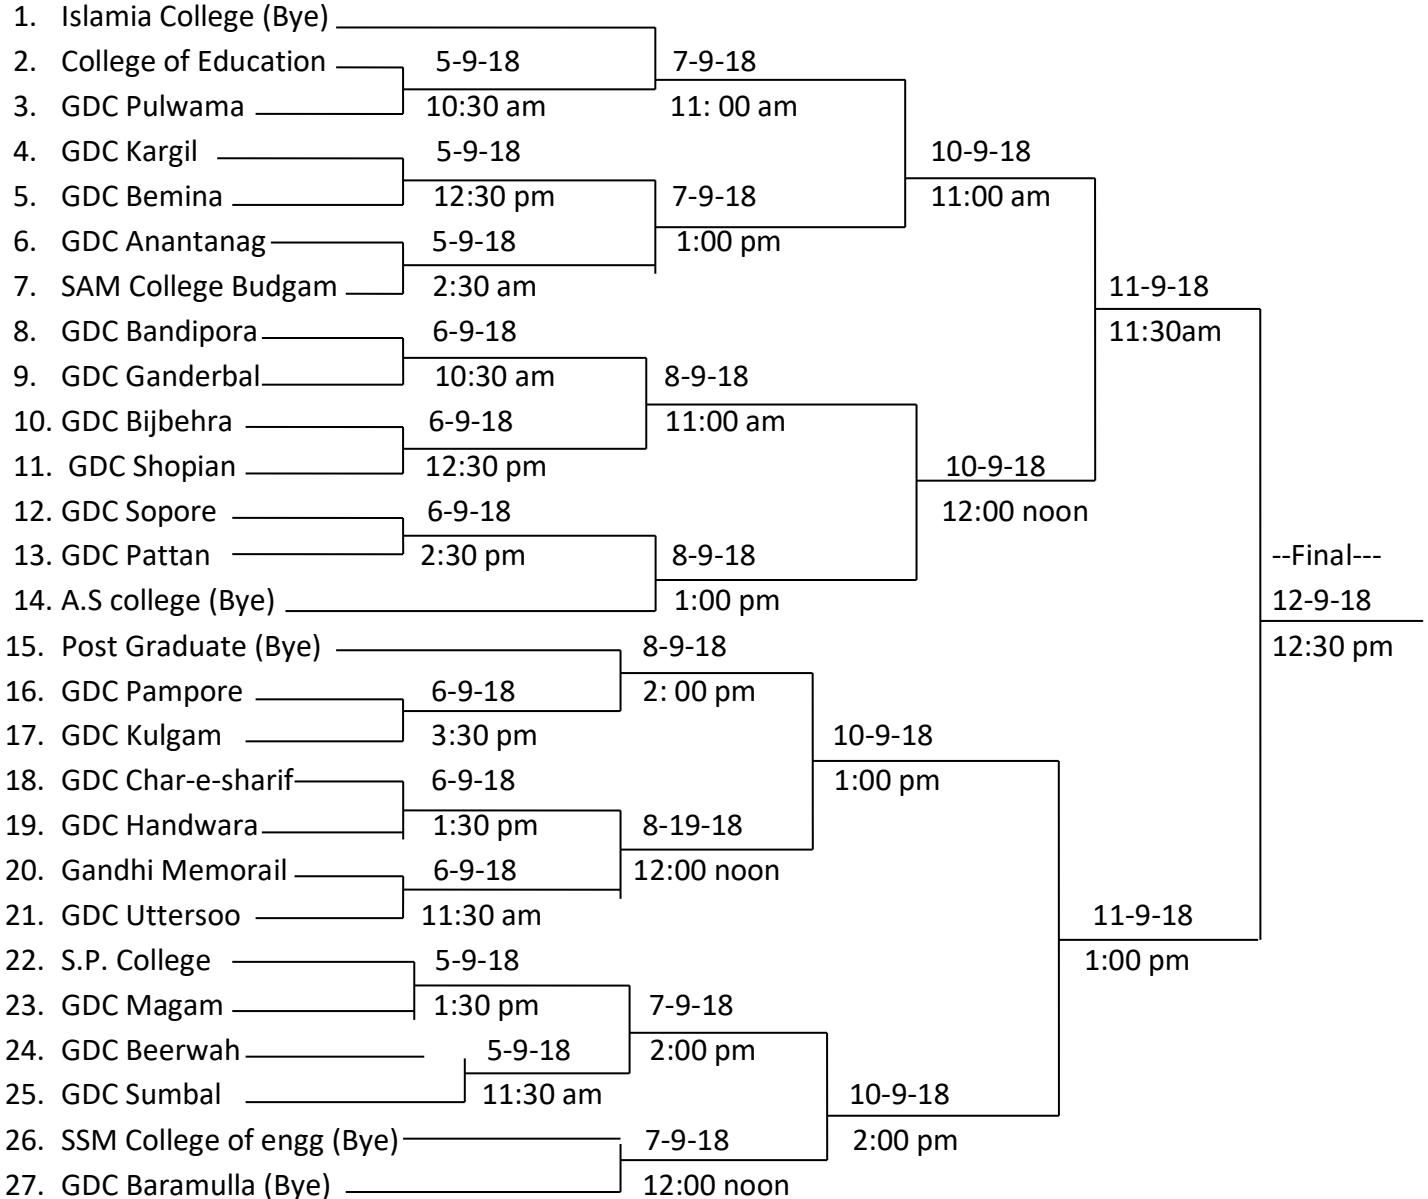 1. Islamia College (Bye)
2. College of Education 5-9-18 7-9-18
3. GDC Pulwama 10:30 am 11: 00 am
4. GDC Kargil 5-9-18 10-9-18
5. GDC Bemina 12:30 pm 7-9-18 11:00 am
6. GDC Anantanag 5-9-18 1:00 pm
7. SAM College Budgam 2:30 am 11-9-18
8. GDC Bandipora 6-9-18 11:30am
9. GDC Ganderbal 10:30 am 8-9-18
10. GDC Bijbehra 6-9-18 11:00 am
11. GDC Shopian 12:30 pm 10-9-18
12. GDC Sopore 6-9-18 12:00 noon
13. GDC Pattan 2:30 pm 8-9-18 --Final---
14. A.S college (Bye) 1:00 pm 12-9-18
15. Post Graduate (Bye) 8-9-18 12:30 pm
16. GDC Pampore 6-9-18 2: 00 pm
17. GDC Kulgam 3:30 pm 10-9-18
18. GDC Char-e-sharif 6-9-18 1:00 pm
19. GDC Handwara 1:30 pm 8-19-18
20. Gandhi Memorail 6-9-18 12:00 noon
21. GDC Uttersoo 11:30 am 11-9-18
22. S.P. College 5-9-18 1:00 pm
23. GDC Magam 1:30 pm 7-9-18
24. GDC Beerwah 5-9-18 2:00 pm
25. GDC Sumbal 11:30 am 10-9-18
26. SSM College of engg (Bye) 7-9-18 2:00 pm
27. GDC Baramulla (Bye) 12:00 noon